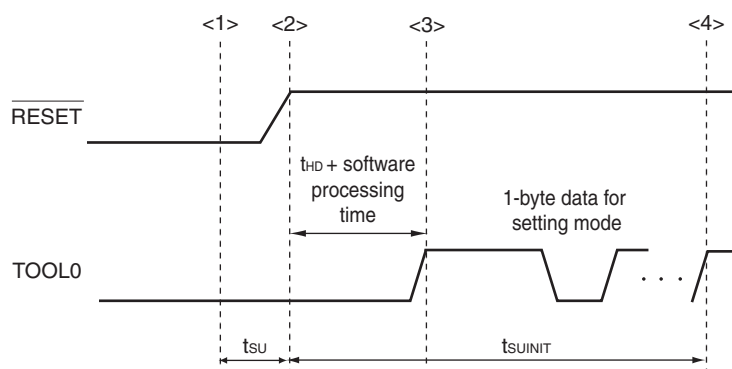 <1> <2> <3> <4>
RESET
tHD + software
processing
time
1-byte data for
setting mode
TOOL0
. . .
tSU
tSUINIT